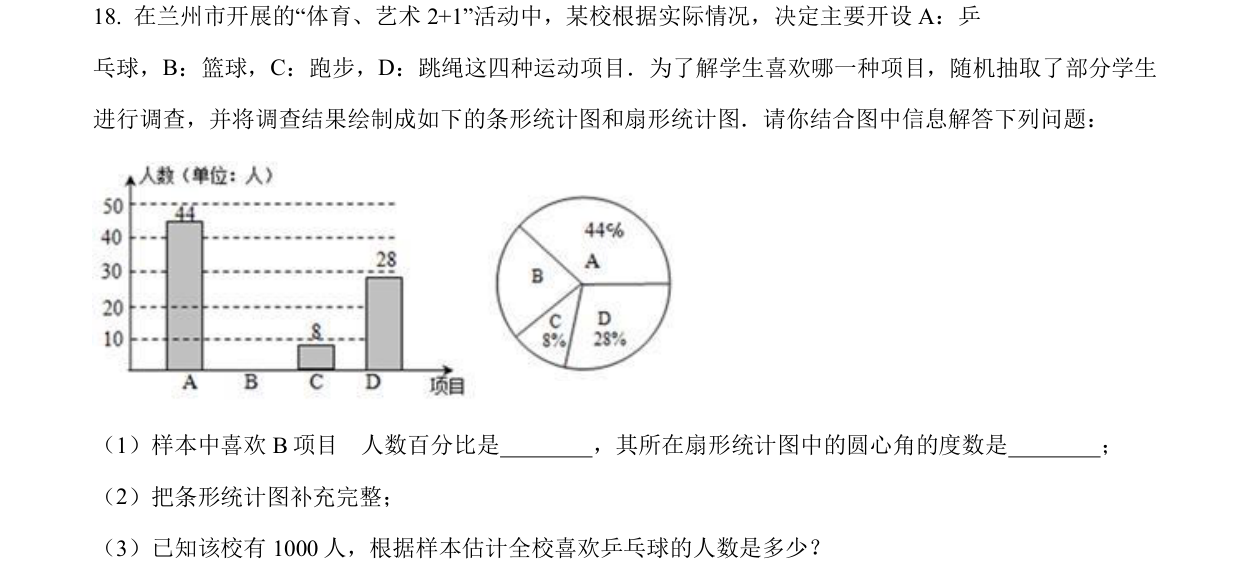 18. 在兰州市开展的“体育、艺术 2+1”活动中，某校根据实际情况，决定主要开设 A：乒
乓球，B：篮球，C：跑步，D：跳绳这四种运动项目．为了解学生喜欢哪一种项目，随机抽取了部分学生
进行调查，并将调查结果绘制成如下的条形统计图和扇形统计图．请你结合图中信息解答下列问题：
人数（单位：人）
50
40
30
20
10
44
8
28
A B C D
项目
44%
A
B
C
8%
D
28%
（1）样本中喜欢 B 项目　人数百分比是________，其所在扇形统计图中的圆心角的度数是________；
（2）把条形统计图补充完整；
（3）已知该校有 1000 人，根据样本估计全校喜欢乒乓球的人数是多少？